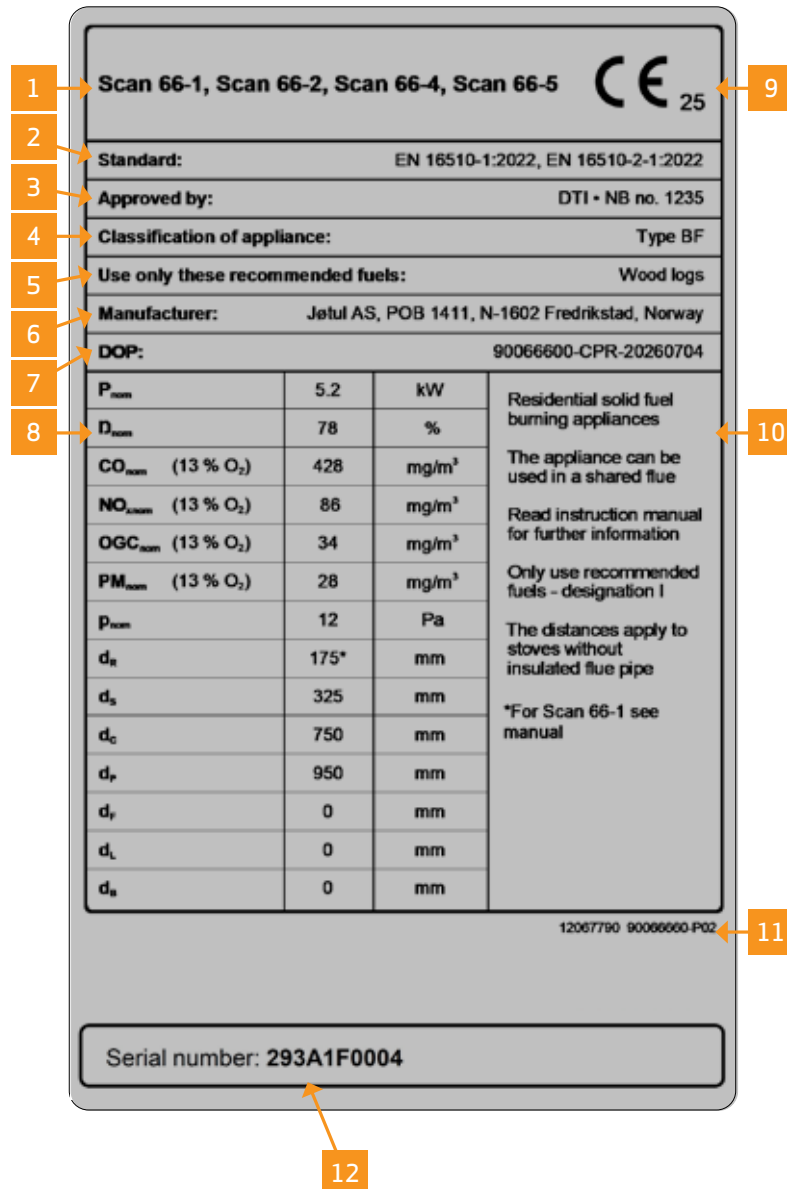 1
Scan 66-1, Scan 66-2, Scan 66-4, Scan 66-5
CE 25
9
2
Standard: EN 16510-1:2022, EN 16510-2-1:2022
3
Approved by: DTI • NB no. 1235
4
Classification of appliance: Type BF
5
Use only these recommended fuels: Wood logs
6
Manufacturer: Jøtul AS, POB 1411, N-1602 Fredrikstad, Norway
7
DOP: 90066600-CPR-20260704
8
Pnom 5.2 kW
Dnom 78 %
COnom (13 % O₂) 428 mg/m³
NOxnom (13 % O₂) 86 mg/m³
OGCnom (13 % O₂) 34 mg/m³
PMnom (13 % O₂) 28 mg/m³
pnom 12 Pa
dR 175* mm
dS 325 mm
dC 750 mm
dP 950 mm
dF 0 mm
dL 0 mm
dB 0 mm
10
Residential solid fuel
burning appliances
The appliance can be
used in a shared flue
Read instruction manual
for further information
Only use recommended
fuels - designation I
The distances apply to
stoves without
insulated flue pipe
*For Scan 66-1 see
manual
12067790 90066660-P02
11
Serial number: 293A1F0004
12